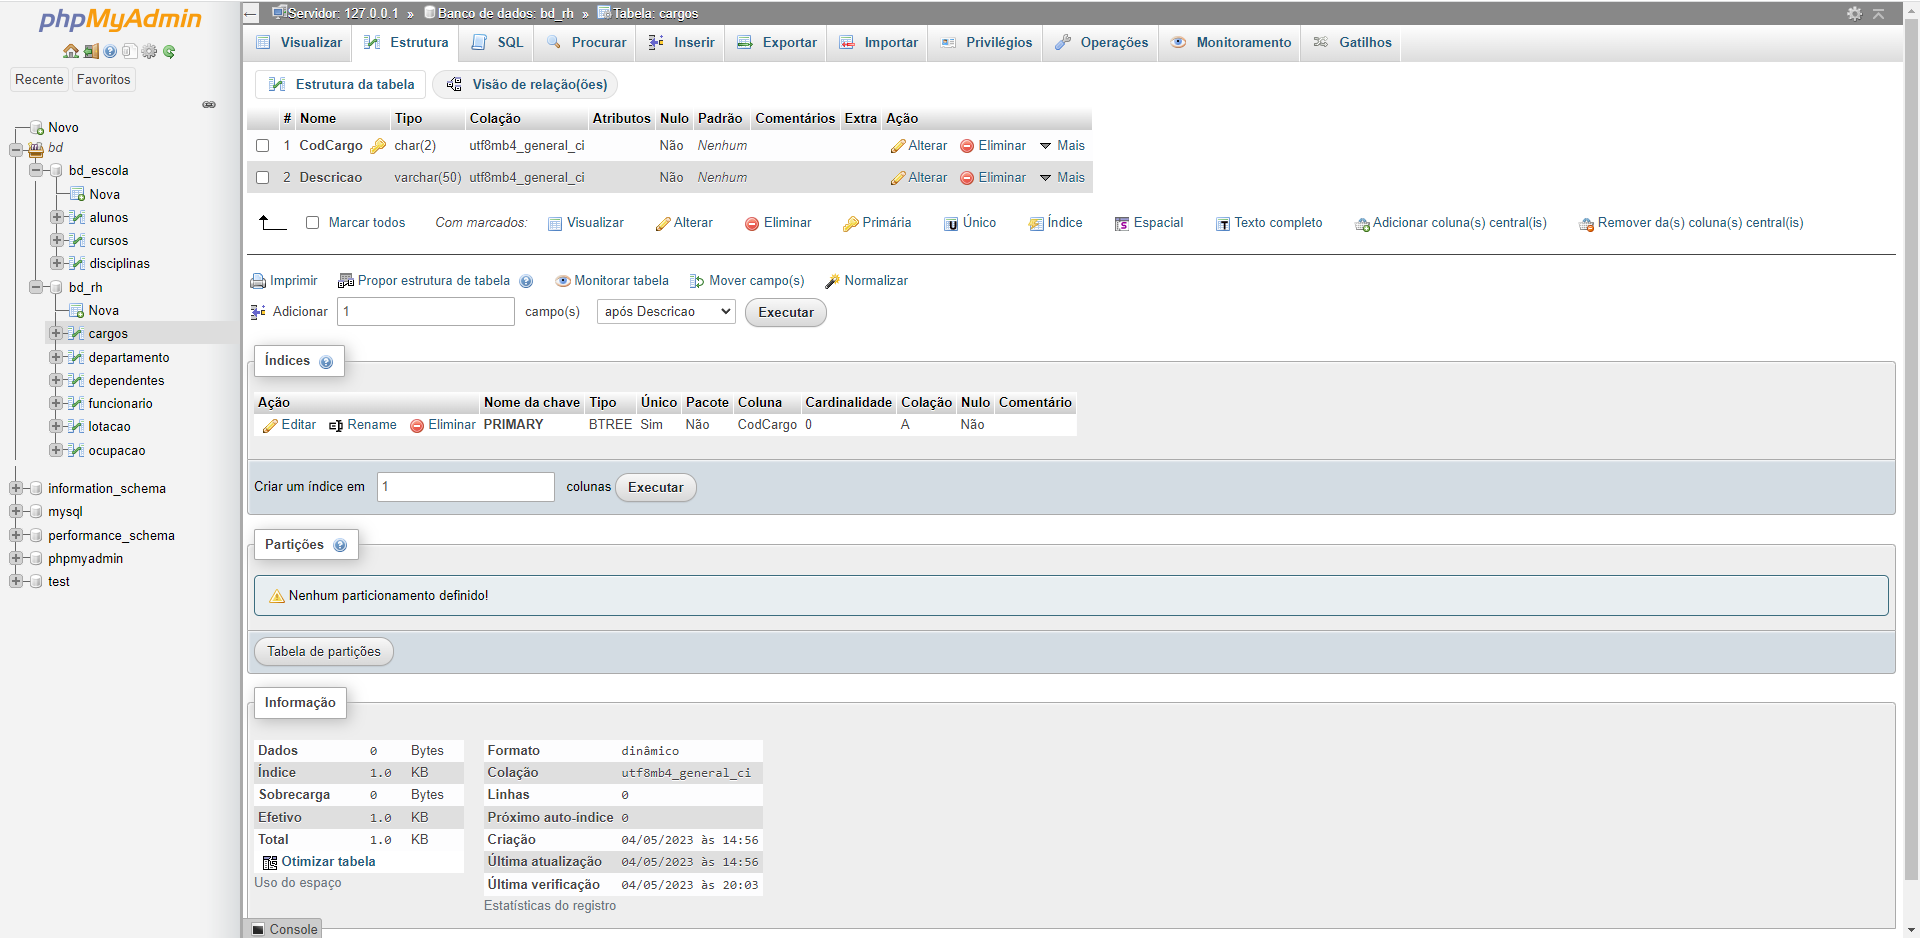 phpMyAdmin
Recente Favoritos
Novo
bd
bd_escola
Nova
alunos
cursos
disciplinas
bd_rh
Nova
cargos
departamento
dependentes
funcionario
lotacao
ocupacao
information_schema
mysql
performance_schema
phpmyadmin
test
Servidor: 127.0.0.1 » Banco de dados: bd_rh » Tabela: cargos
Visualizar Estrutura SQL Procurar Inserir Exportar Importar Privilégios Operações Monitoramento Gatilhos
Estrutura da tabela Visão de relação(ões)
# Nome Tipo Colação Atributos Nulo Padrão Comentários Extra Ação
1 CodCargo char(2) utf8mb4_general_ci Não Nenhum Alterar Eliminar Mais
2 Descricao varchar(50) utf8mb4_general_ci Não Nenhum Alterar Eliminar Mais
Marcar todos Com marcados: Visualizar Alterar Eliminar Primária Único Índice Espacial Texto completo Adicionar coluna(s) central(is) Remover da(s) coluna(s) central(is)
Imprimir Propor estrutura de tabela Monitorar tabela Mover campo(s) Normalizar
Adicionar 1 campo(s) após Descricao Executar
Índices
Ação Nome da chave Tipo Único Pacote Coluna Cardinalidade Colação Nulo Comentário
Editar Rename Eliminar PRIMARY BTREE Sim Não CodCargo 0 A Não
Criar um índice em 1 colunas Executar
Partições
Nenhum particionamento definido!
Tabela de partições
Informação
Dados 0 Bytes
Índice 1.0 KB
Sobrecarga 0 Bytes
Efetivo 1.0 KB
Total 1.0 KB
Otimizar tabela
Uso do espaço
Formato dinâmico
Colação utf8mb4_general_ci
Linhas 0
Próximo auto-índice 0
Criação 04/05/2023 às 14:56
Última atualização 04/05/2023 às 14:56
Última verificação 04/05/2023 às 20:03
Estatísticas do registro
Console